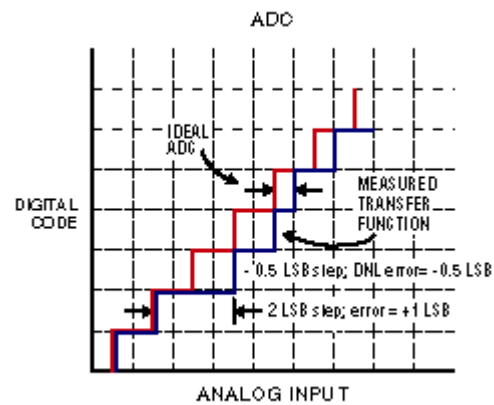 ADC
IDEAL
ADC
DIGITAL
CODE
MEASURED
TRANSFER
FUNCTION
- 0.5 LSB step; DNL error= -0.5 LSB
2 LSB step; error = +1 LSB
ANALOG INPUT